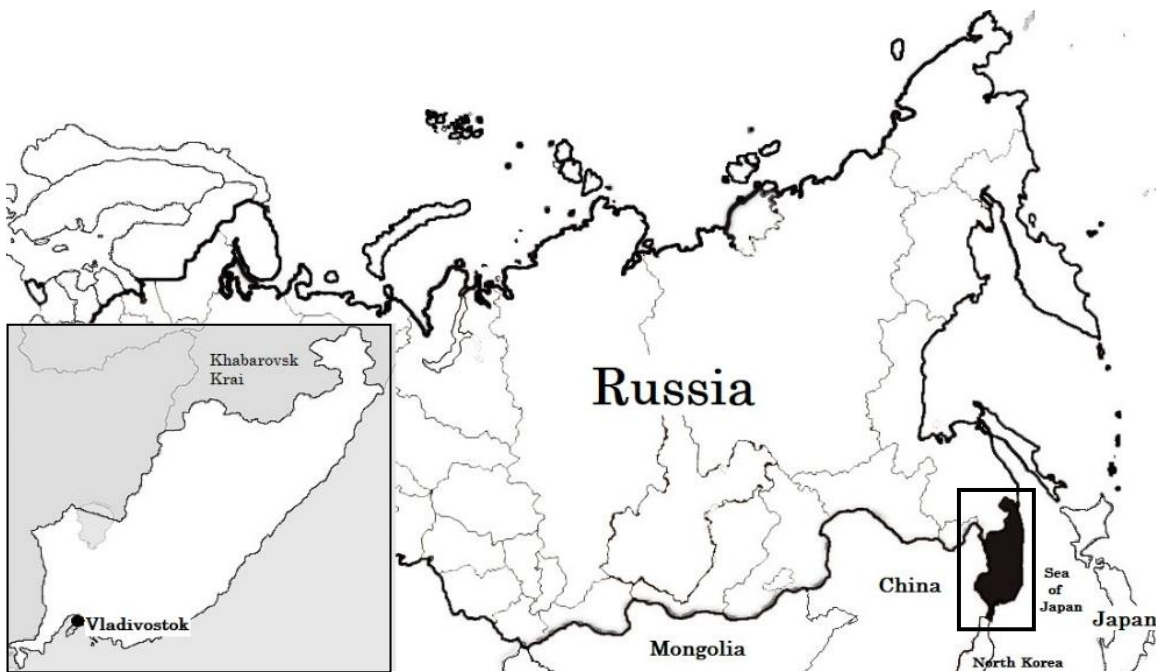 Khabarovsk
Krai
Russia
China
Sea
of
Japan
Vladivostok
Japan
Mongolia
North Korea